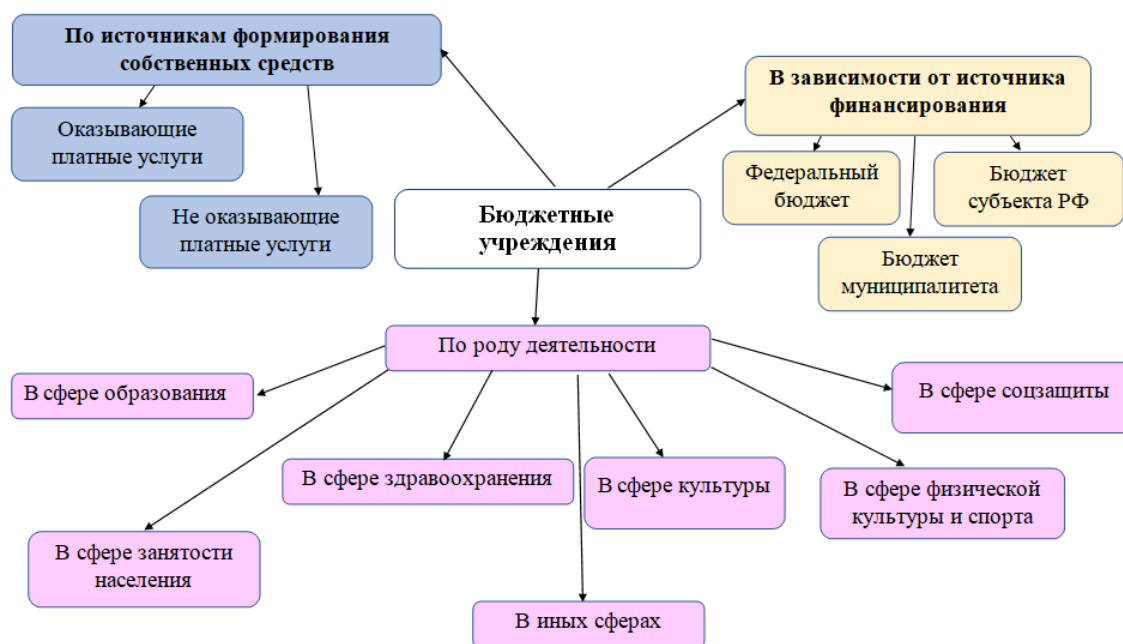 По источникам формирования
собственных средств
В зависимости от источника
финансирования
Оказывающие
платные услуги
Федеральный
бюджет
Бюджет
субъекта РФ
Не оказывающие
платные услуги
Бюджетные
учреждения
Бюджет
муниципалитета
По роду деятельности
В сфере образования
В сфере соцзащиты
В сфере здравоохранения
В сфере культуры
В сфере физической
культуры и спорта
В сфере занятости
населения
В иных сферах